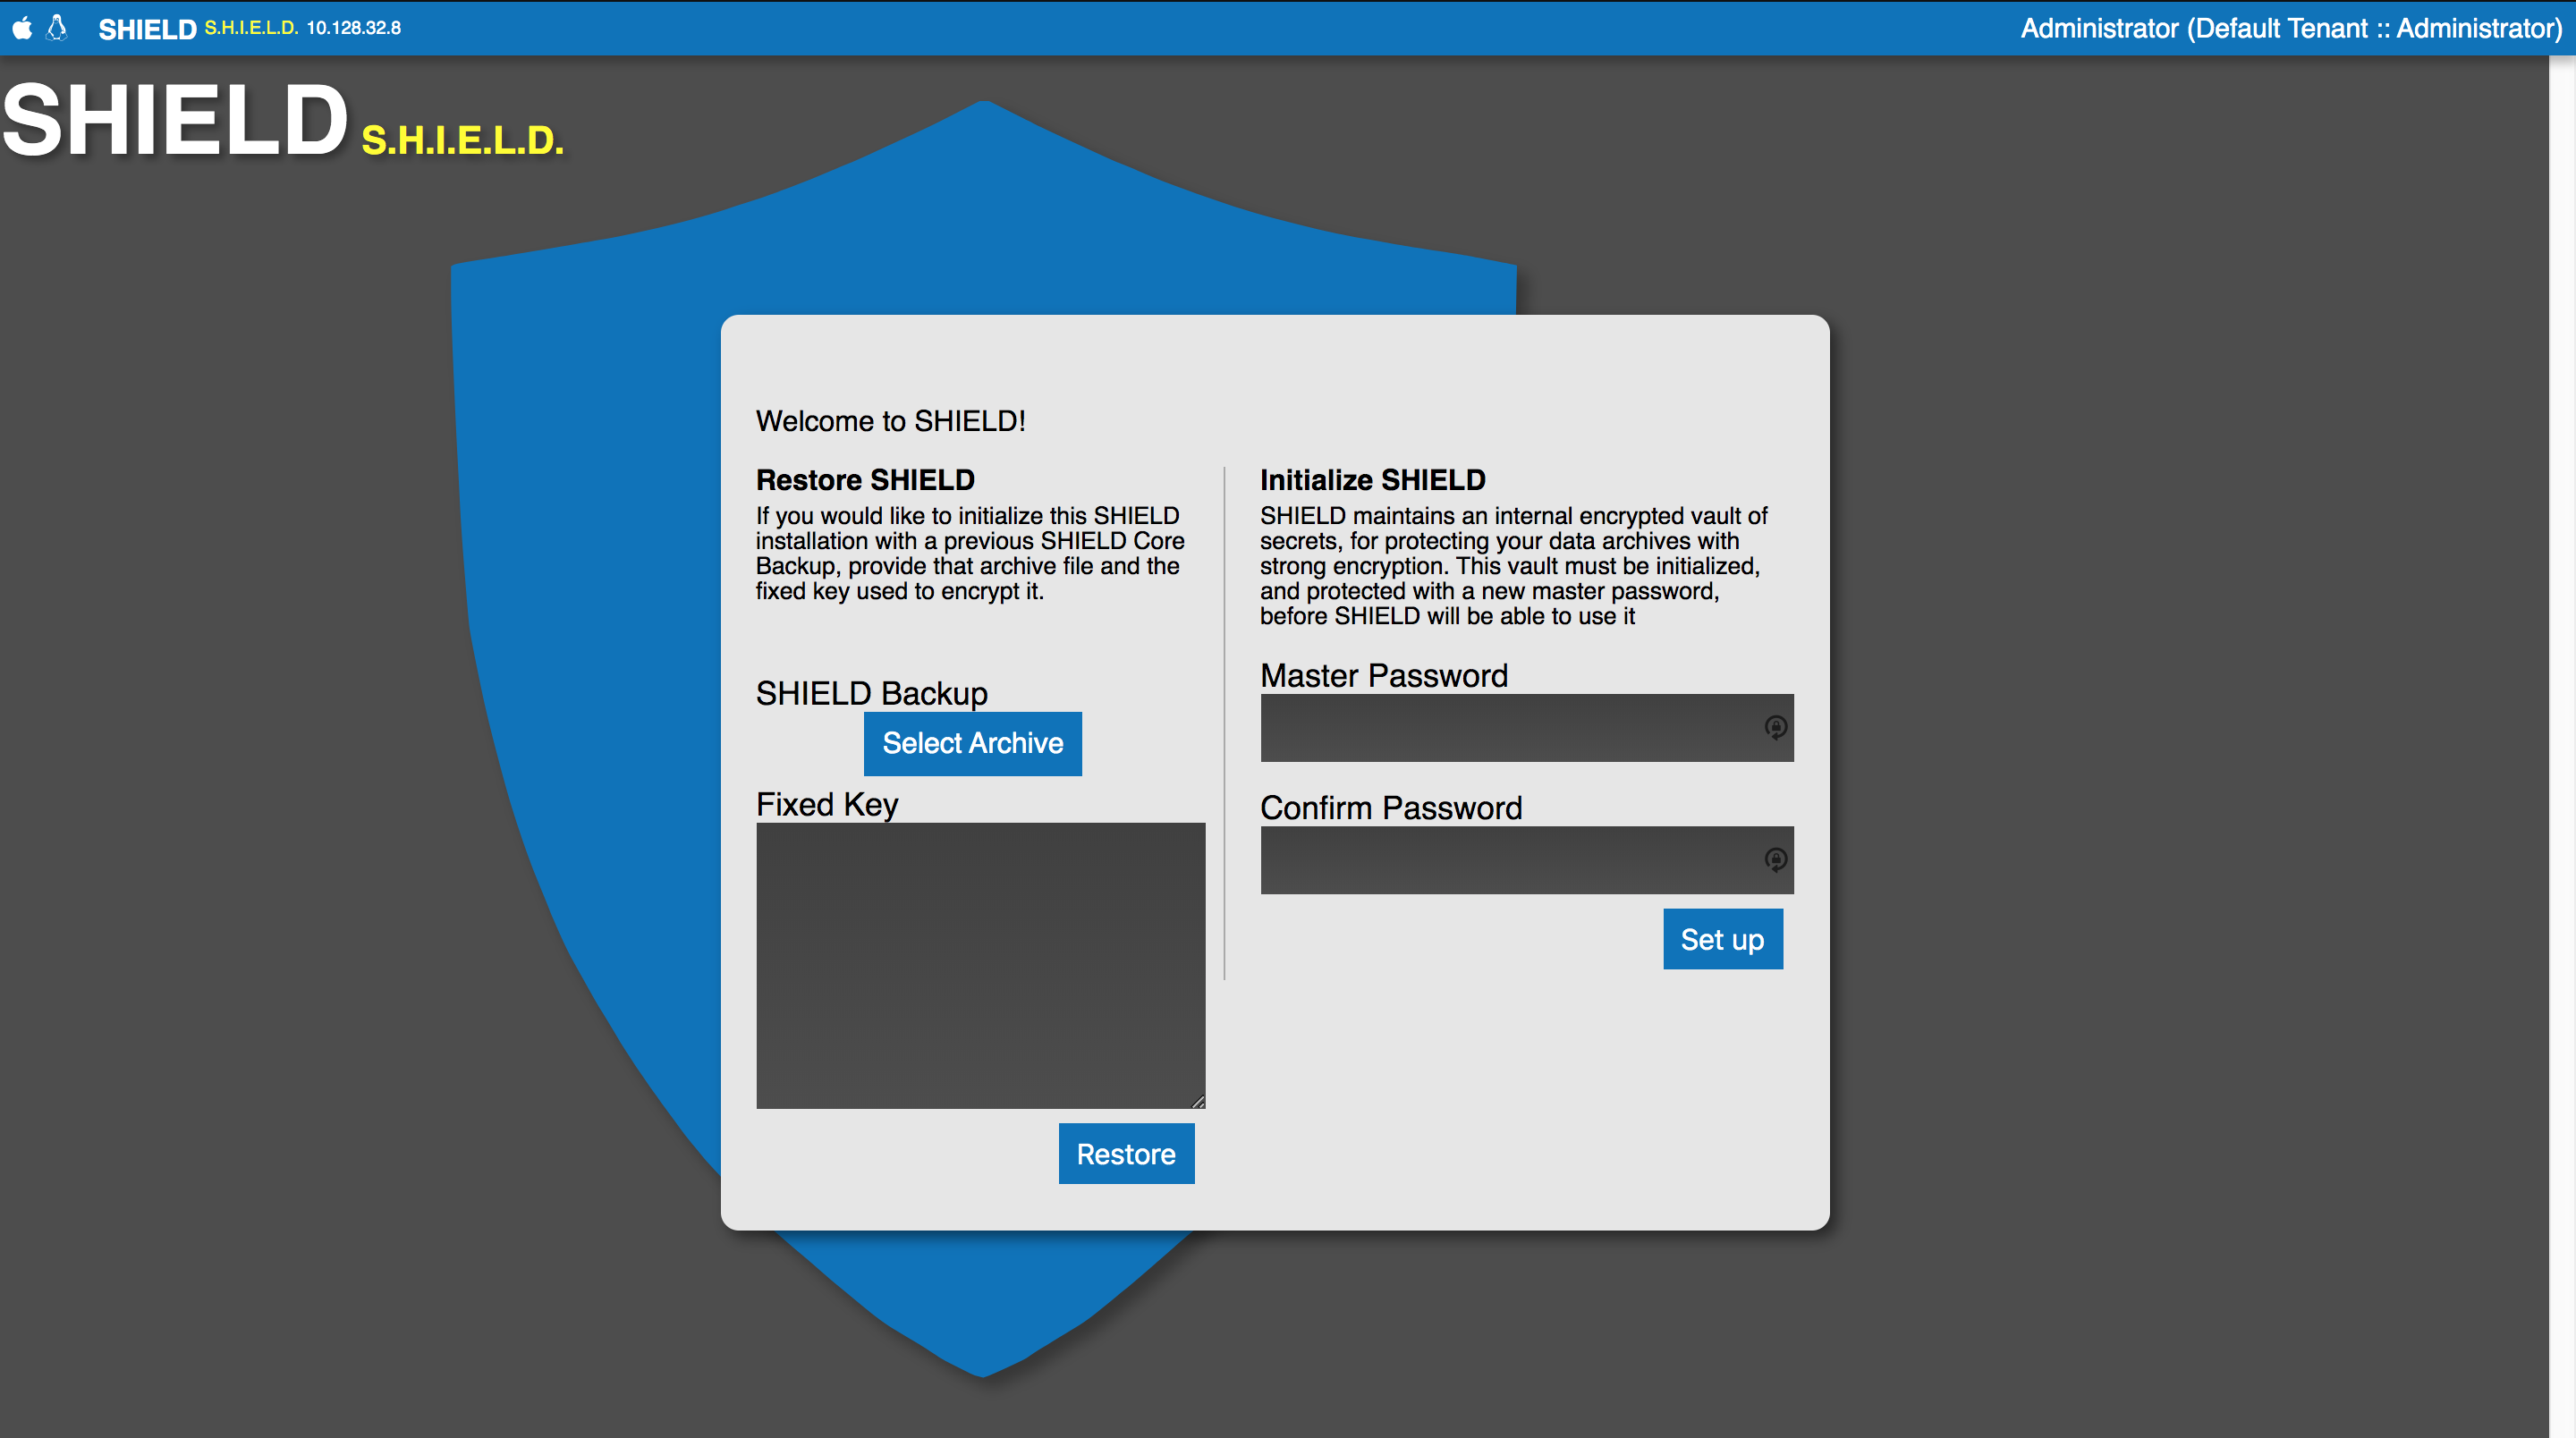 SHIELD S.H.I.E.L.D. 10.128.32.8
Administrator (Default Tenant :: Administrator)
SHIELD S.H.I.E.L.D.
Welcome to SHIELD!
Restore SHIELD
If you would like to initialize this SHIELD
installation with a previous SHIELD Core
Backup, provide that archive file and the
fixed key used to encrypt it.
SHIELD Backup
Select Archive
Fixed Key
Restore
Initialize SHIELD
SHIELD maintains an internal encrypted vault of
secrets, for protecting your data archives with
strong encryption. This vault must be initialized,
and protected with a new master password,
before SHIELD will be able to use it
Master Password
Confirm Password
Set up